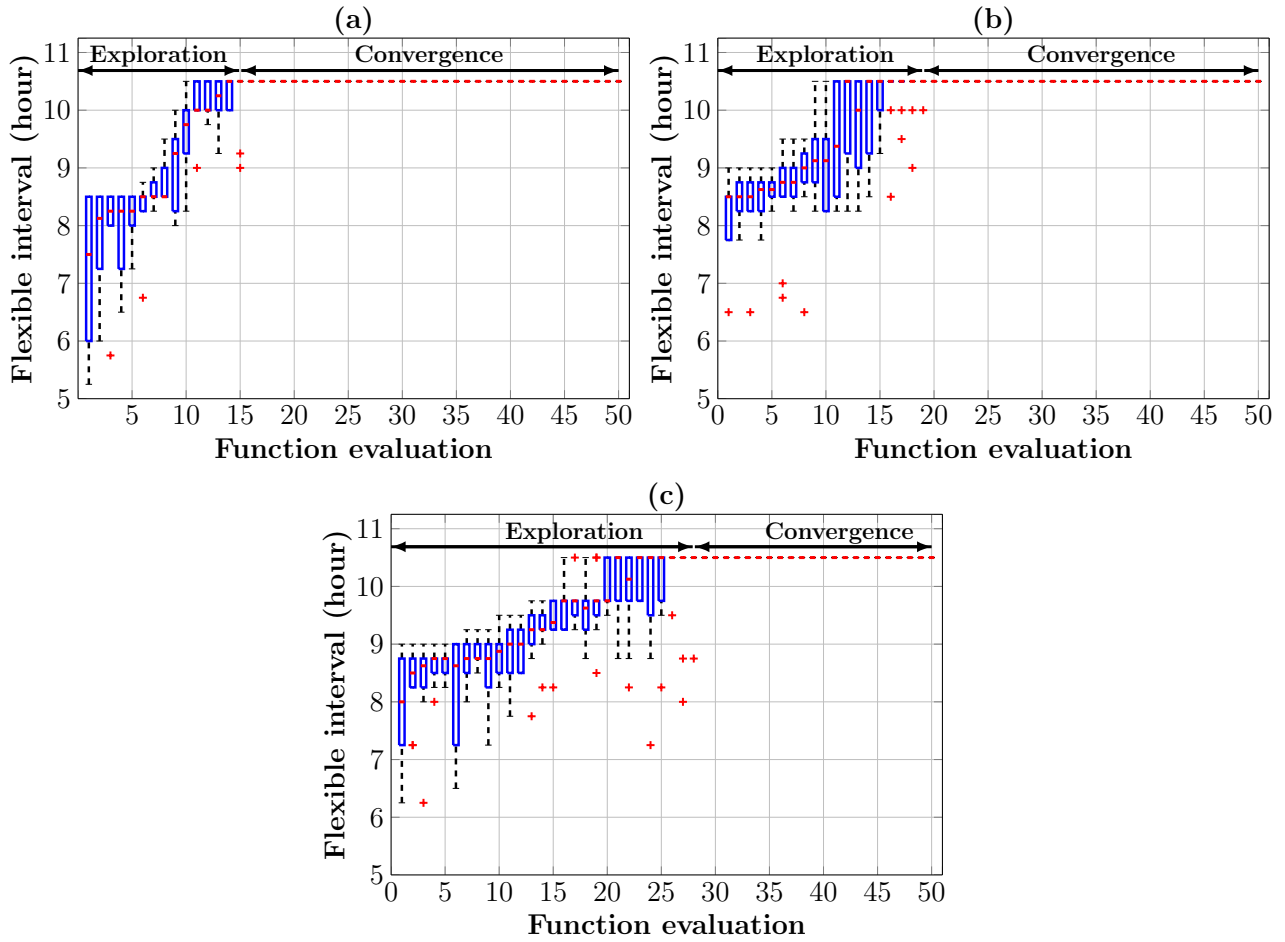 (a)
Exploration
Convergence
Flexible interval (hour)
11
10
9
8
7
6
5
5 10 15 20 25 30 35 40 45 50
Function evaluation
(b)
Exploration
Convergence
Flexible interval (hour)
11
10
9
8
7
6
5
0 5 10 15 20 25 30 35 40 45 50
Function evaluation
(c)
Exploration
Convergence
Flexible interval (hour)
11
10
9
8
7
6
5
0 5 10 15 20 25 30 35 40 45 50
Function evaluation